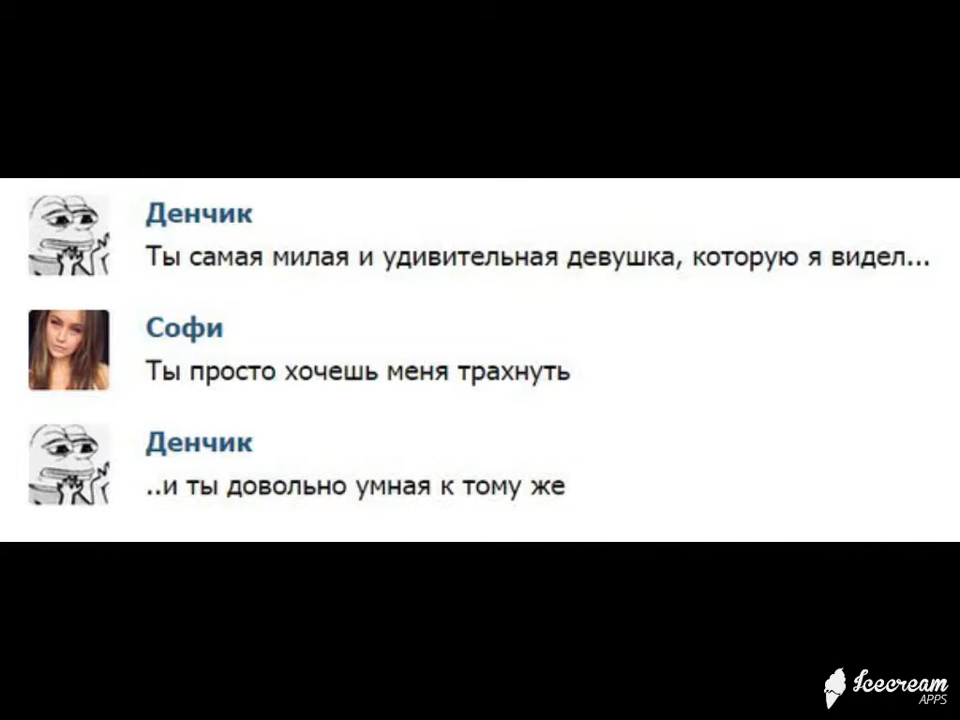 Денчик
Ты самая милая и удивительная девушка, которую я видел...
Софи
Ты просто хочешь меня трахнуть
Денчик
..и ты довольно умная к тому же
Icecream
APPS